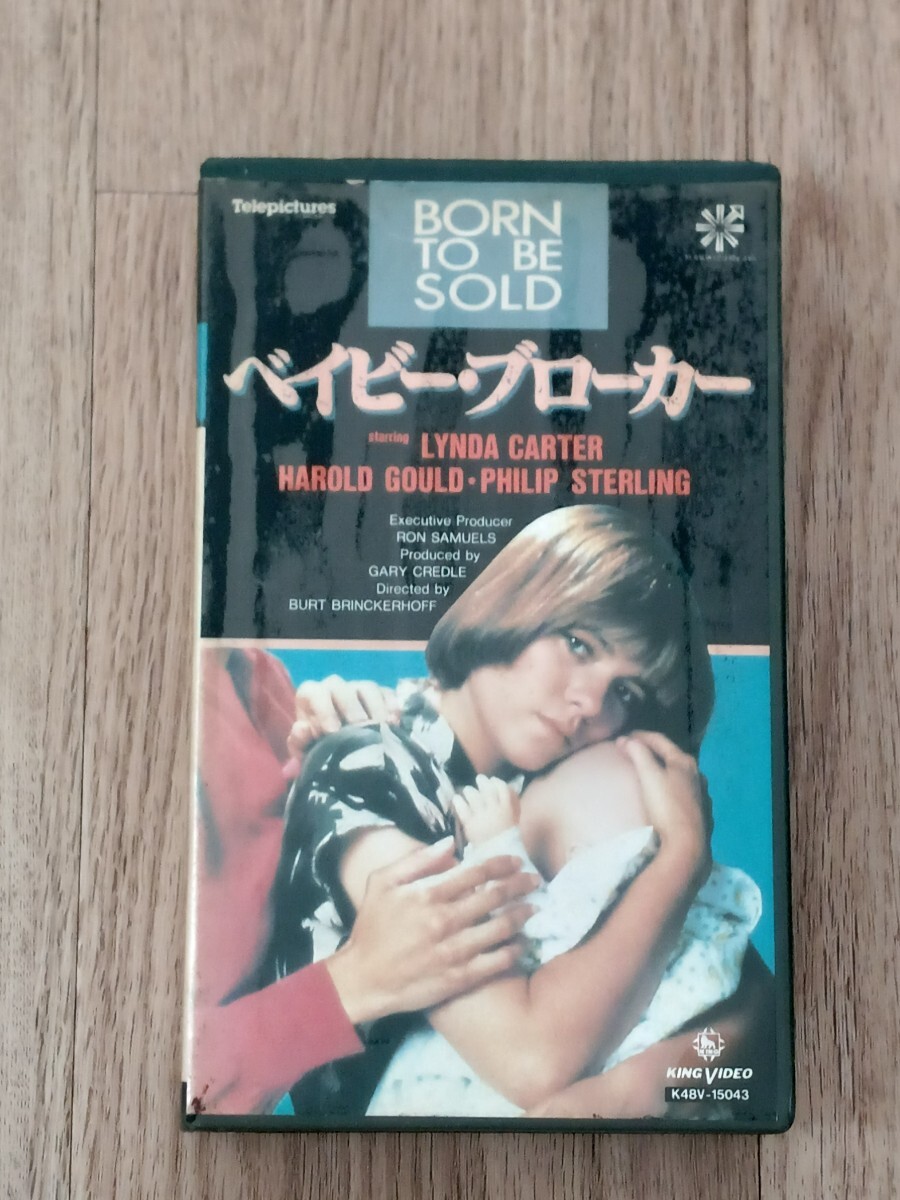 Telepictures
BORN
TO BE
SOLD
ベイビー・ブローカー
starring LYNDA CARTER
HAROLD GOULD・PHILIP STERLING
Executive Producer
RON SAMUELS
Produced by
GARY CREDLE
Directed by
BURT BRINCKERHOFF
KING VIDEO
K48V-15043